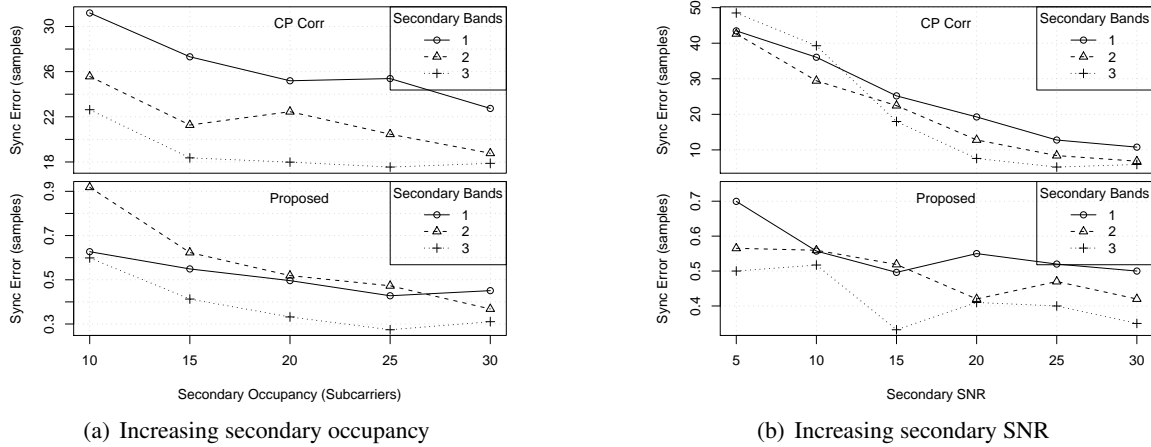 CP Corr
Secondary Bands
1
2
3
Sync Error (samples)
30
26
22
18
Proposed
Secondary Bands
1
2
3
Sync Error (samples)
0.9
0.7
0.5
0.3
10 15 20 25 30
Secondary Occupancy (Subcarriers)
(a) Increasing secondary occupancy
CP Corr
Secondary Bands
1
2
3
Sync Error (samples)
50
40
30
20
10
Proposed
Secondary Bands
1
2
3
Sync Error (samples)
0.7
0.6
0.5
0.4
5 10 15 20 25 30
Secondary SNR
(b) Increasing secondary SNR